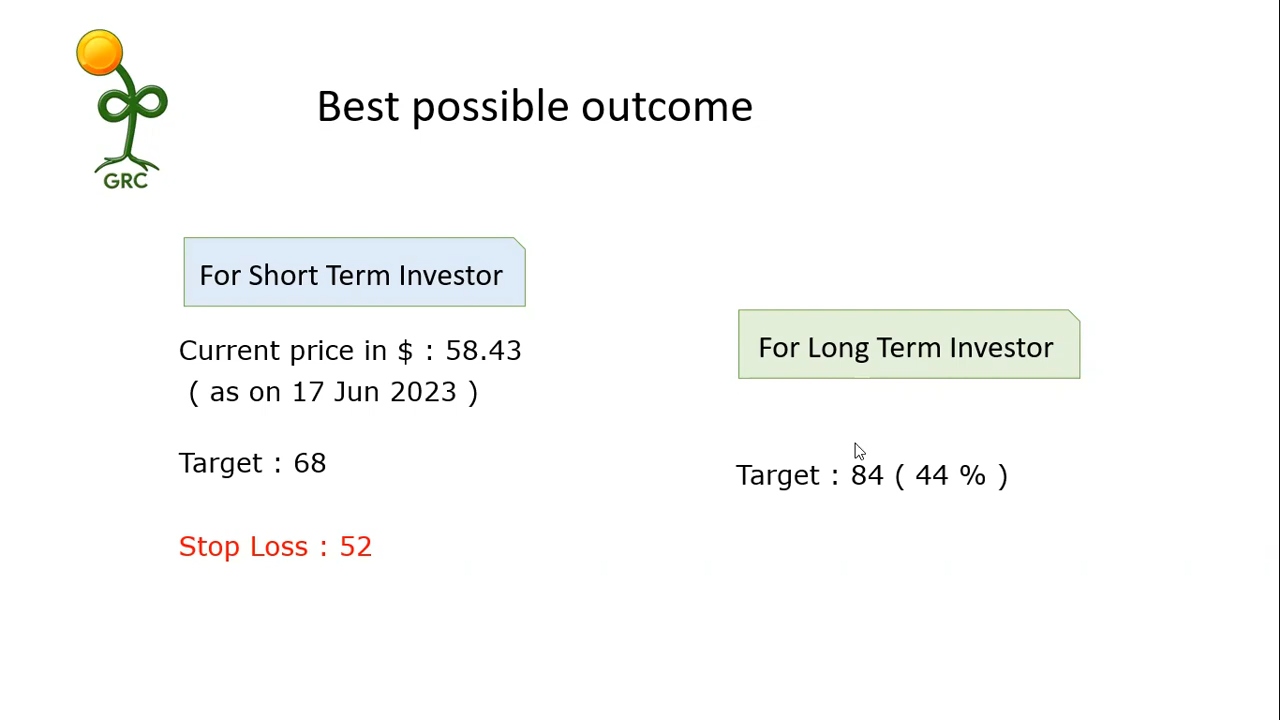 GRC
Best possible outcome
For Short Term Investor
Current price in $ : 58.43
( as on 17 Jun 2023 )
Target : 68
Stop Loss : 52
For Long Term Investor
Target : 84 ( 44 % )